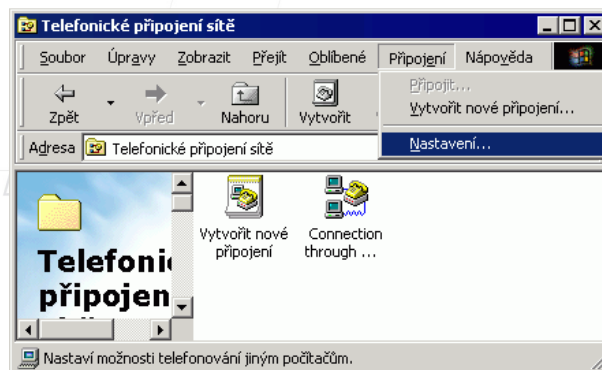 Telefonické připojení sítě
Soubor Úpravy Zobrazit Přejít Oblíbené Připojení Nápověda
Připojit...
Vytvořit nové připojení...
Nastavení...
Zpět Vpřed Nahoru Vytvořit
Adresa Telefonické připojení sítě
Vytvořit nové připojení
Connection through ...
Telefoni
připojen
Nastaví možnosti telefonování jiným počítačům.